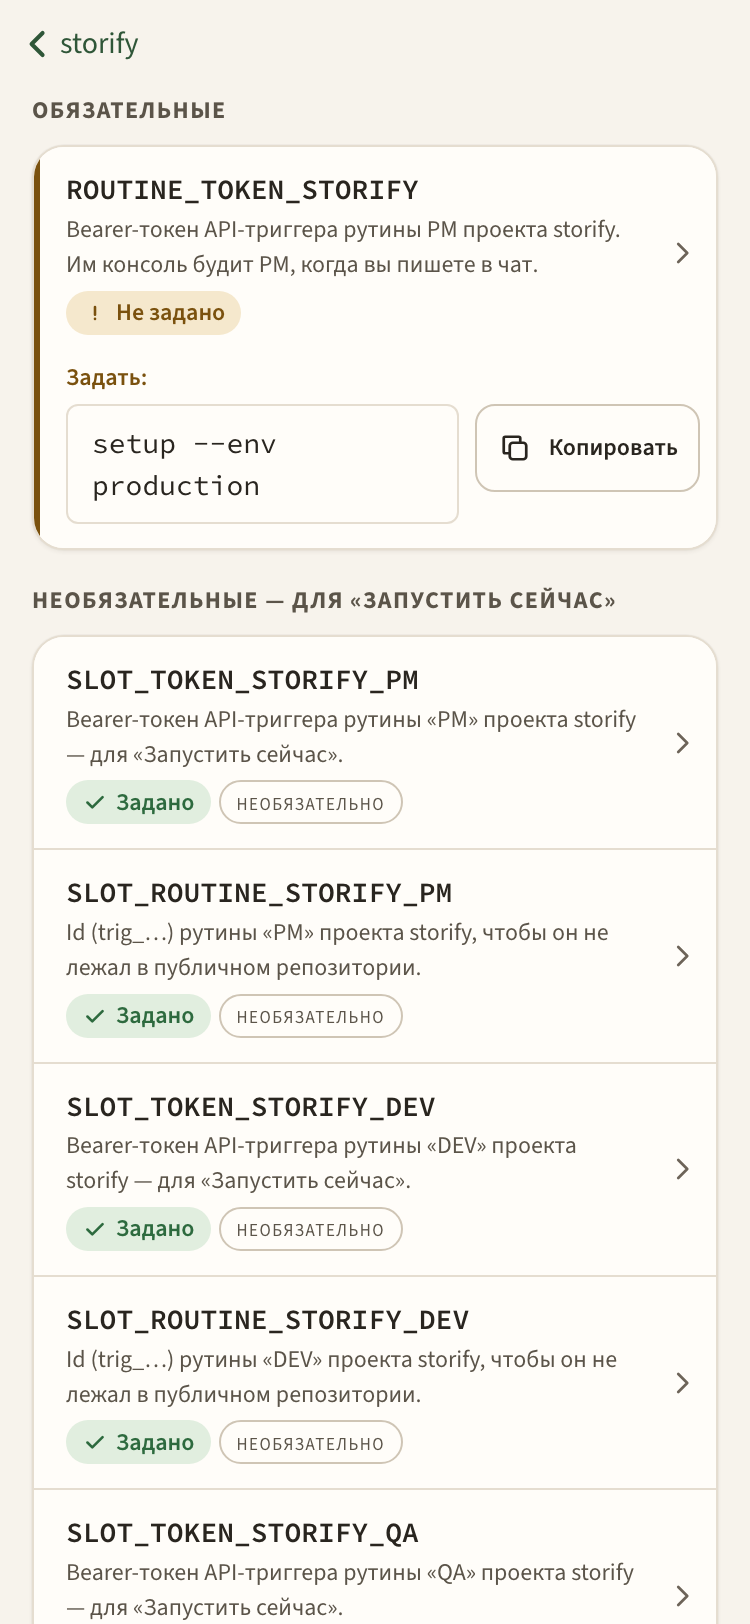 storify
ОБЯЗАТЕЛЬНЫЕ
ROUTINE_TOKEN_STORIFY
Bearer-токен API-триггера рутины PM проекта storify.
Им консоль будит PM, когда вы пишете в чат.
! Не задано
Задать:
setup --env
production
Копировать
НЕОБЯЗАТЕЛЬНЫЕ — ДЛЯ «ЗАПУСТИТЬ СЕЙЧАС»
SLOT_TOKEN_STORIFY_PM
Bearer-токен API-триггера рутины «PM» проекта storify
— для «Запустить сейчас».
Задано НЕОБЯЗАТЕЛЬНО
SLOT_ROUTINE_STORIFY_PM
Id (trig_…) рутины «PM» проекта storify, чтобы он не
лежал в публичном репозитории.
Задано НЕОБЯЗАТЕЛЬНО
SLOT_TOKEN_STORIFY_DEV
Bearer-токен API-триггера рутины «DEV» проекта
storify — для «Запустить сейчас».
Задано НЕОБЯЗАТЕЛЬНО
SLOT_ROUTINE_STORIFY_DEV
Id (trig_…) рутины «DEV» проекта storify, чтобы он не
лежал в публичном репозитории.
Задано НЕОБЯЗАТЕЛЬНО
SLOT_TOKEN_STORIFY_QA
Bearer-токен API-триггера рутины «QA» проекта storify
— для «Запустить сейчас».